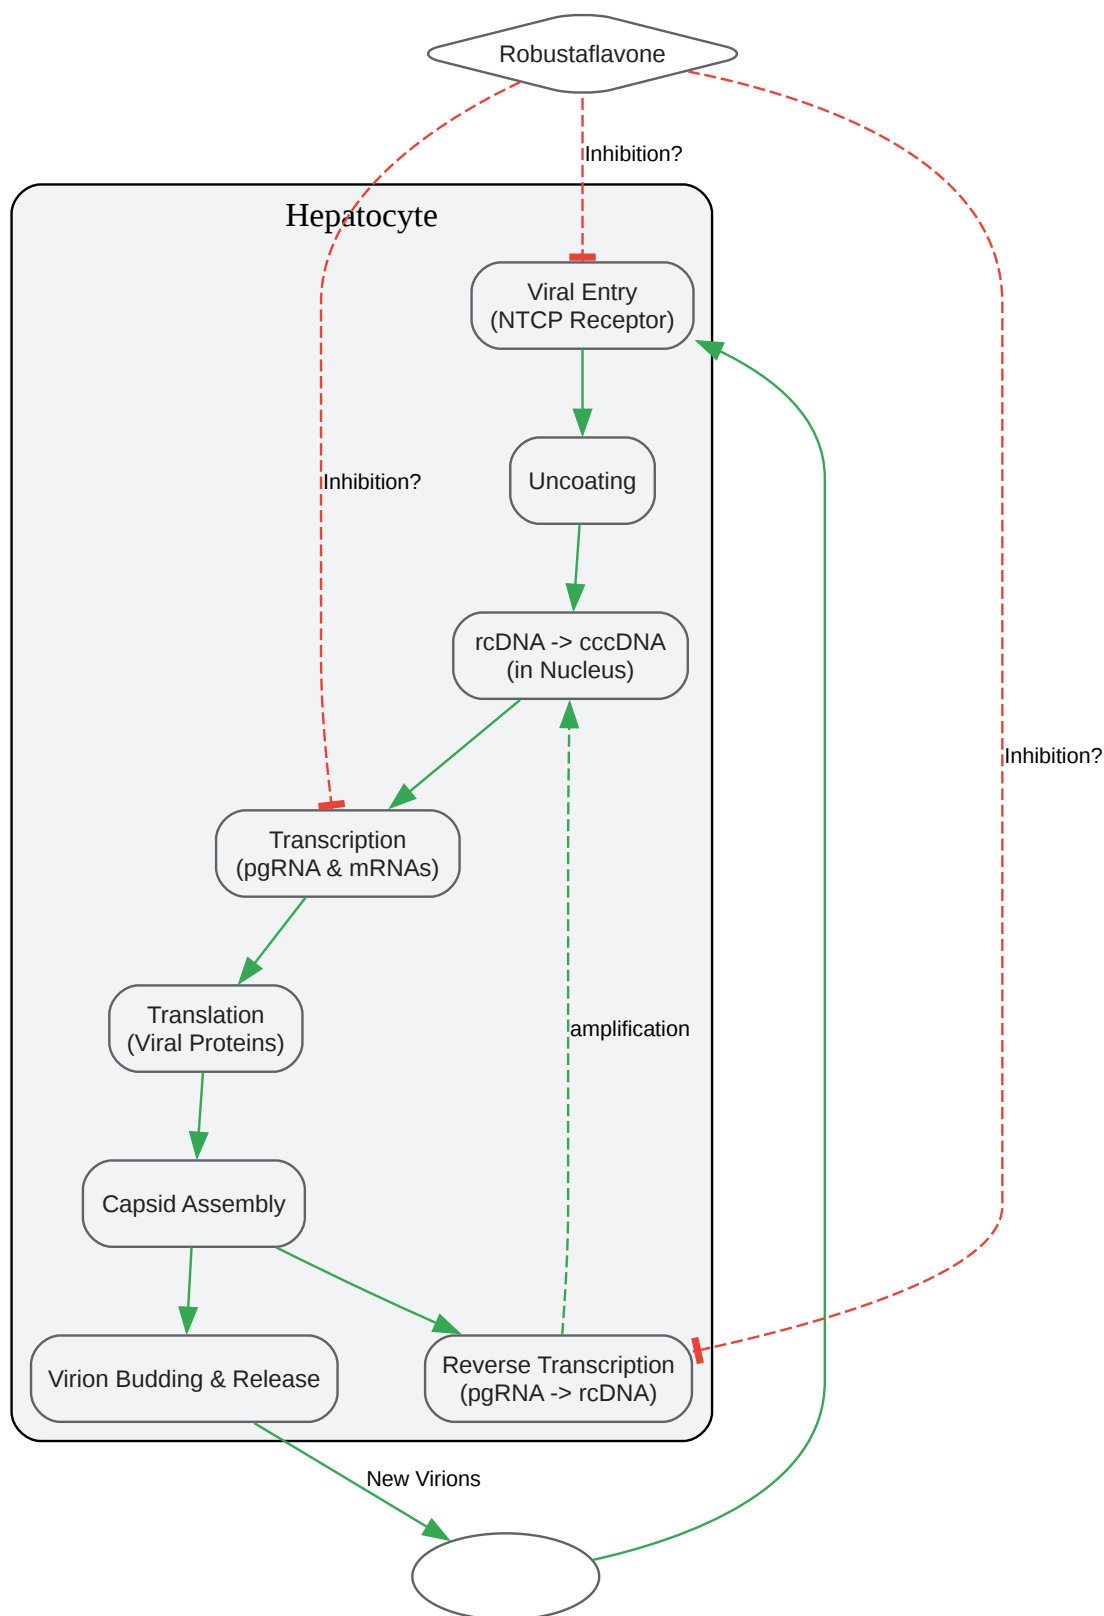 Robustaflavone
Inhibition?
Hepatocyte
Viral Entry
(NTCP Receptor)
Inhibition?
Uncoating
rcDNA -> cccDNA
(in Nucleus)
Inhibition?
Transcription
(pgRNA & mRNAs)
Translation
(Viral Proteins)
amplification
Capsid Assembly
Virion Budding & Release
Reverse Transcription
(pgRNA -> rcDNA)
New Virions